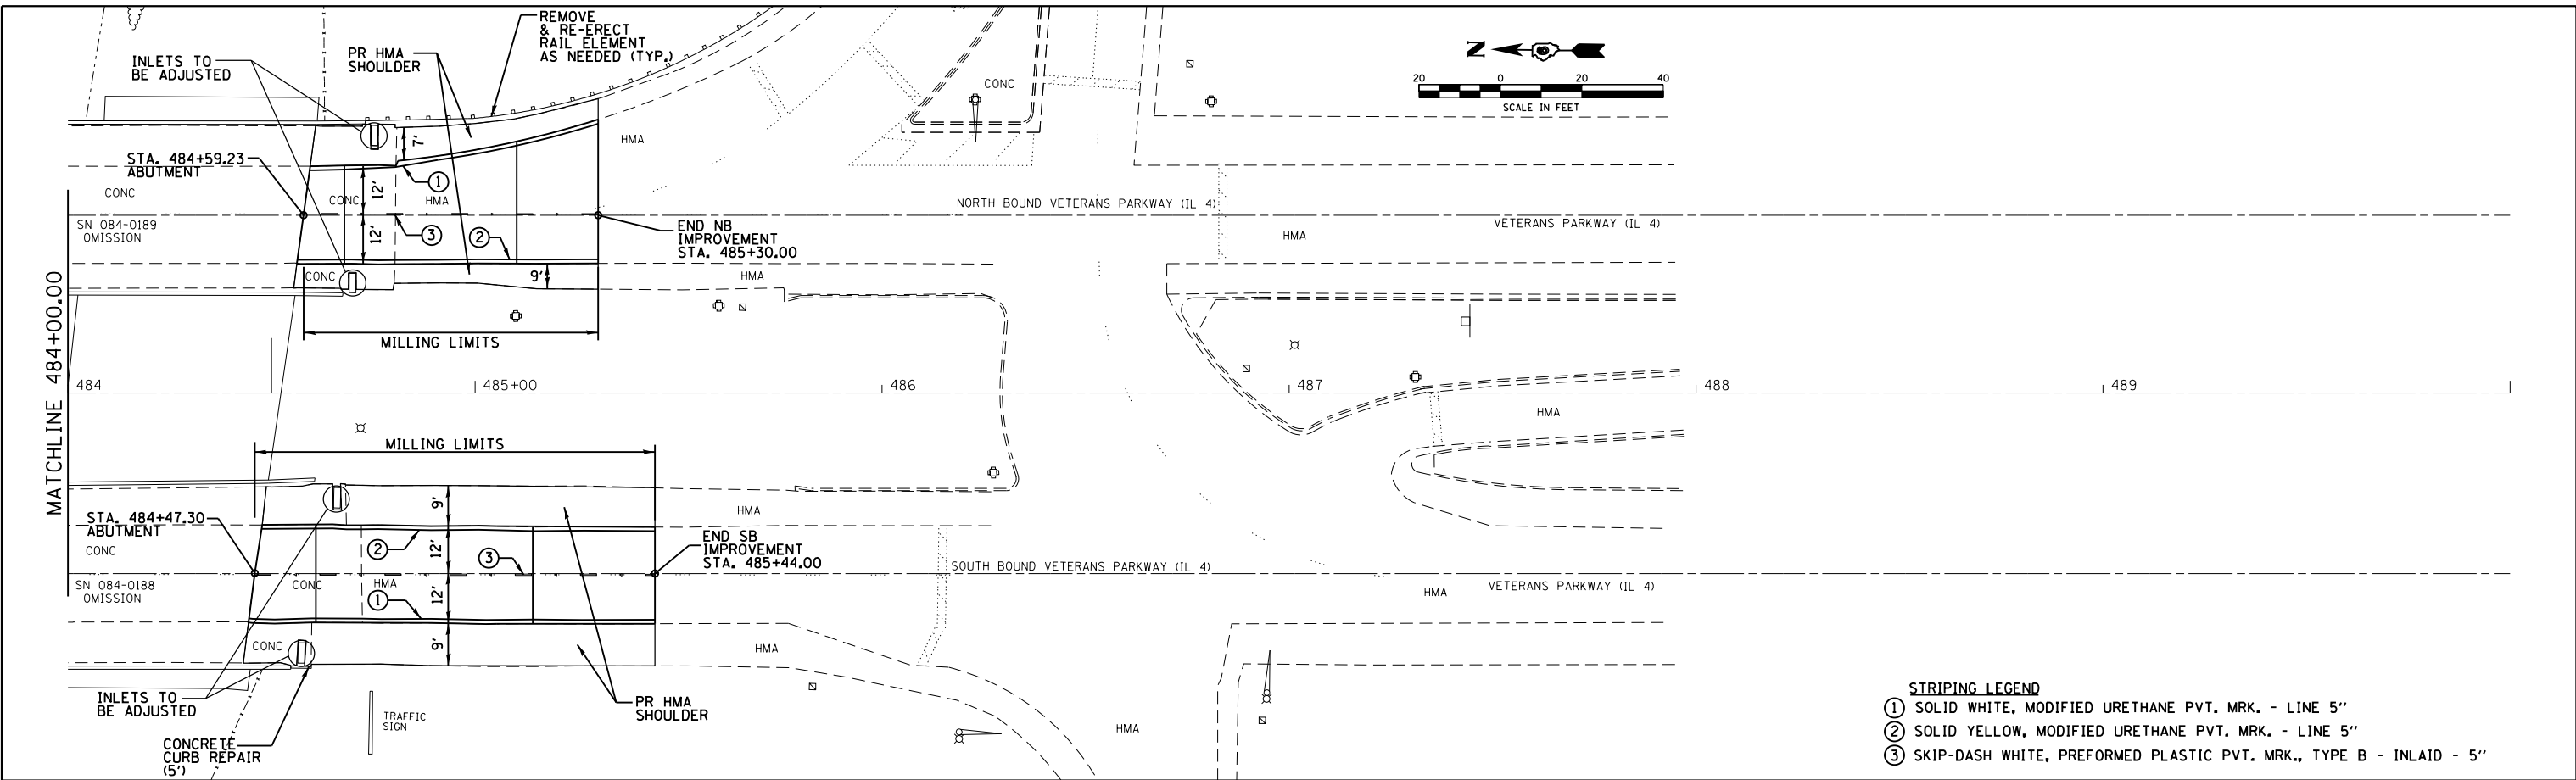 REMOVE
& RE-ERECT
RAIL ELEMENT
AS NEEDED (TYP.)
INLETS TO
BE ADJUSTED
PR HMA
SHOULDER
N
20 0 20 40
SCALE IN FEET
CONC
HMA
7'
STA. 484+59.23
ABUTMENT
CONC
1
12'
CONC
HMA
NORTH BOUND VETERANS PARKWAY (IL 4)
VETERANS PARKWAY (IL 4)
SN 084-0189
OMISSION
12'
3
2
END NB
IMPROVEMENT
STA. 485+30.00
HMA
CONC
9'
HMA
MILLING LIMITS
MATCHLINE 484+00.00
484
485+00
486
487
488
489
HMA
MILLING LIMITS
9'
HMA
STA. 484+47.30
ABUTMENT
CONC
2
12'
3
END SB
IMPROVEMENT
STA. 485+44.00
SOUTH BOUND VETERANS PARKWAY (IL 4)
VETERANS PARKWAY (IL 4)
SN 084-0188
OMISSION
CONC
HMA
HMA
1
12'
CONC
9'
HMA
INLETS TO
BE ADJUSTED
PR HMA
SHOULDER
TRAFFIC
SIGN
HMA
CONCRETE
CURB REPAIR
(5')
STRIPING LEGEND
1 SOLID WHITE, MODIFIED URETHANE PVT. MRK. - LINE 5"
2 SOLID YELLOW, MODIFIED URETHANE PVT. MRK. - LINE 5"
3 SKIP-DASH WHITE, PREFORMED PLASTIC PVT. MRK., TYPE B - INLAID - 5"